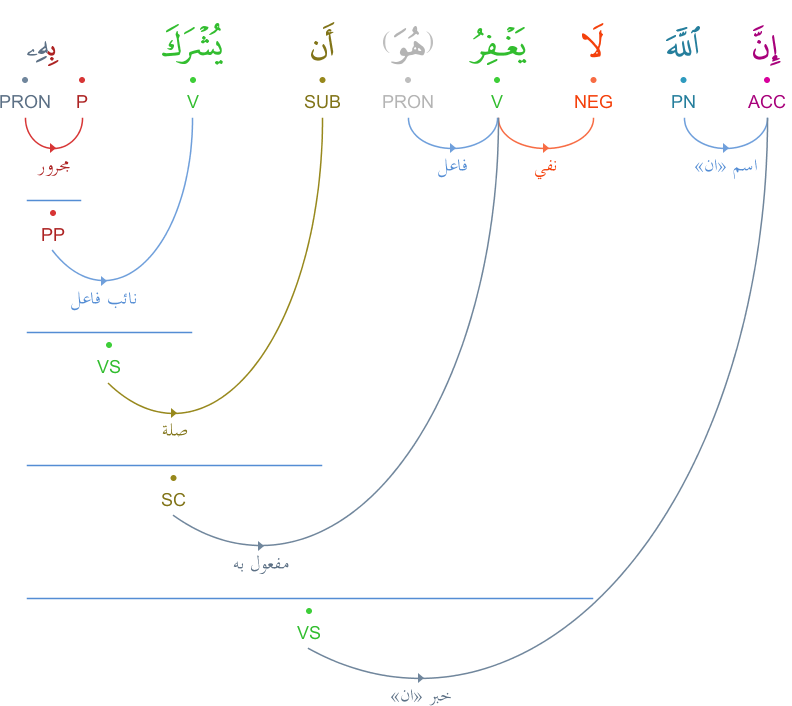 إِنَّ ٱللَّهَ لَا يَغْفِرُ (هُوَ) أَن يُشْرَكَ بِهِۦ
ACC PN NEG V PRON SUB V P PRON
اسم «ان» نفي فاعل مجرور
PP
نائب فاعل
VS
صلة
SC
مفعول به
VS
خبر «ان»